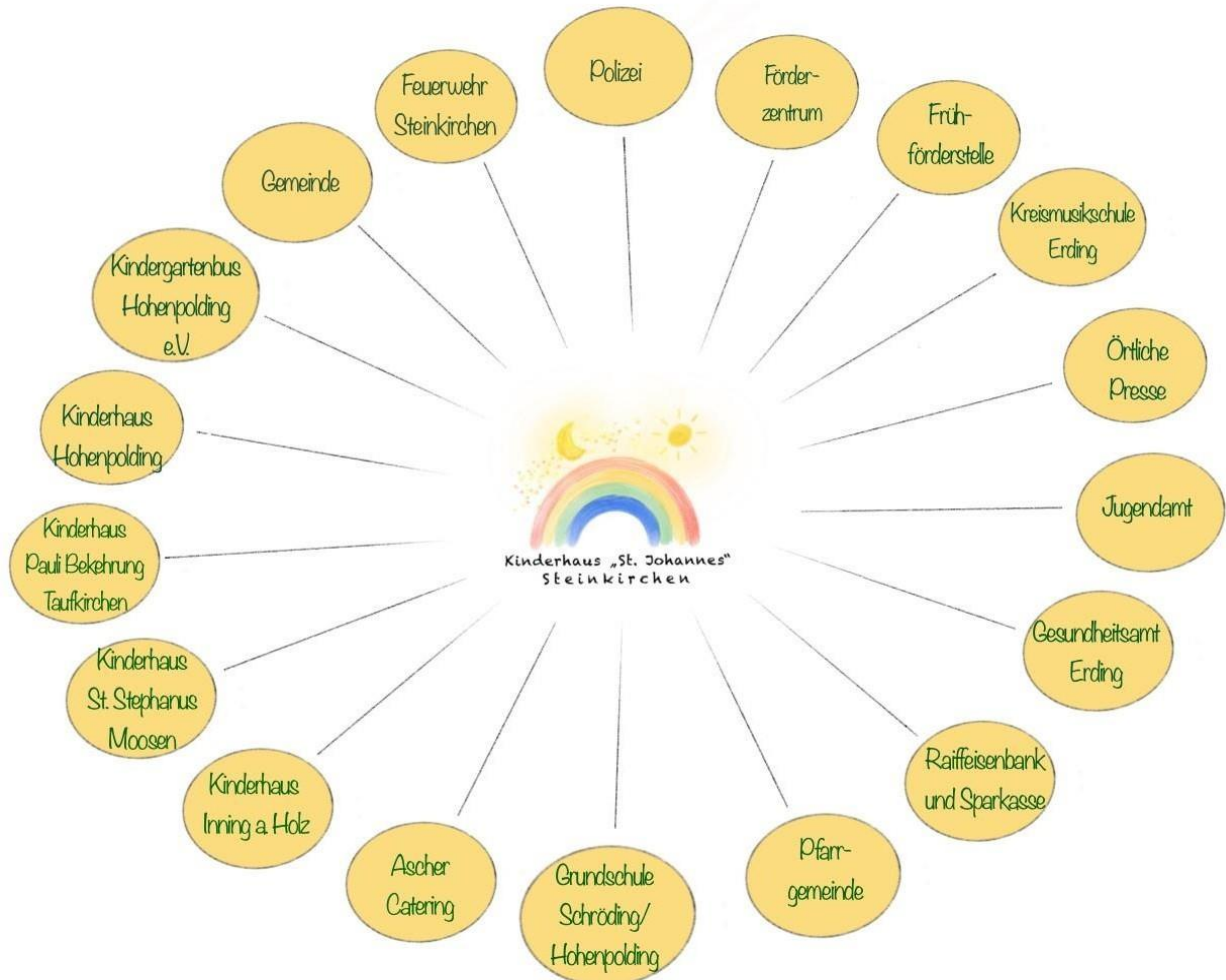 Polizei
Förder-
zentrum
Früh-
förderstelle
Kreismusikschule
Erding
Örtliche
Presse
Jugendamt
Gesundheitsamt
Erding
Raiffeisenbank
und Sparkasse
Pfarr-
gemeinde
Grundschule
Schröding/
Hohenpolding
Ascher
Catering
Kinderhaus
Inning a. Holz
Kinderhaus
St. Stephanus
Moosen
Kinderhaus
Pauli Bekehrung
Taufkirchen
Kinderhaus
Hohenpolding
Kindergartenbus
Hohenpolding
e.V.
Gemeinde
Feuerwehr
Steinkirchen
Kinderhaus „St. Johannes"
Steinkirchen